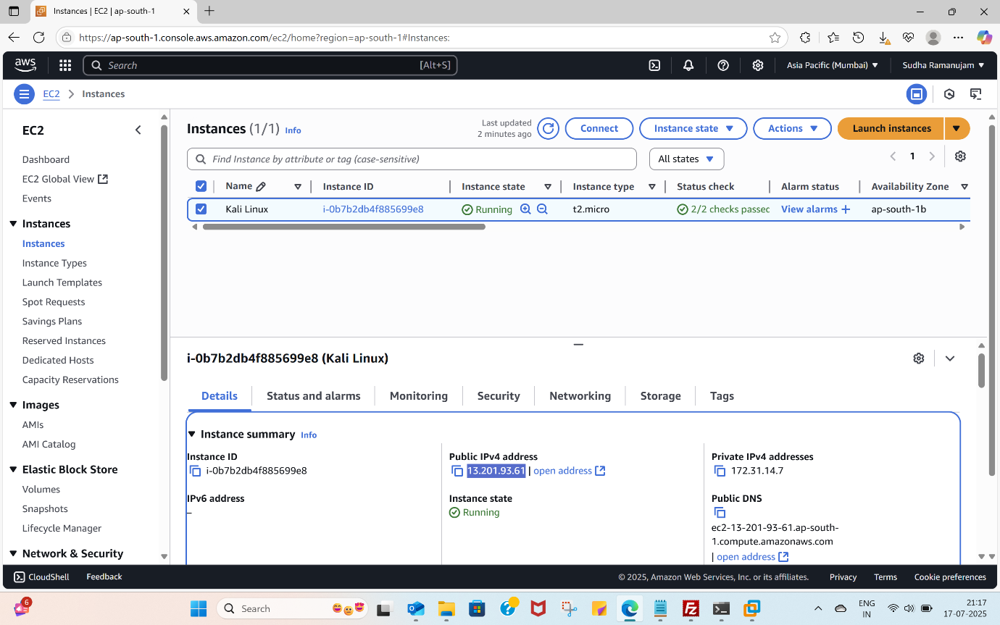 Instances | EC2 | ap-south-1
https://ap-south-1.console.aws.amazon.com/ec2/home?region=ap-south-1#Instances:
aws
Search [Alt+S]
Asia Pacific (Mumbai)
Sudha Ramanujam
EC2 > Instances
EC2
Dashboard
EC2 Global View
Events
Instances
Instances
Instance Types
Launch Templates
Spot Requests
Savings Plans
Reserved Instances
Dedicated Hosts
Capacity Reservations
Images
AMIs
AMI Catalog
Elastic Block Store
Volumes
Snapshots
Lifecycle Manager
Network & Security
Instances (1/1) Info
Last updated
2 minutes ago
Connect
Instance state
Actions
Launch instances
Find Instance by attribute or tag (case-sensitive)
All states
1
Name Instance ID Instance state Instance type Status check Alarm status Availability Zone
Kali Linux i-0b7b2db4f885699e8 Running t2.micro 2/2 checks passec View alarms + ap-south-1b
i-0b7b2db4f885699e8 (Kali Linux)
Details Status and alarms Monitoring Security Networking Storage Tags
Instance summary Info
Instance ID
i-0b7b2db4f885699e8
Public IPv4 address
13.201.93.61 | open address
Private IPv4 addresses
172.31.14.7
IPv6 address
–
Instance state
Running
Public DNS
ec2-13-201-93-61.ap-south-
1.compute.amazonaws.com
| open address
CloudShell Feedback
© 2025, Amazon Web Services, Inc. or its affiliates. Privacy Terms Cookie preferences
6
Search
ENG
IN
21:17
17-07-2025